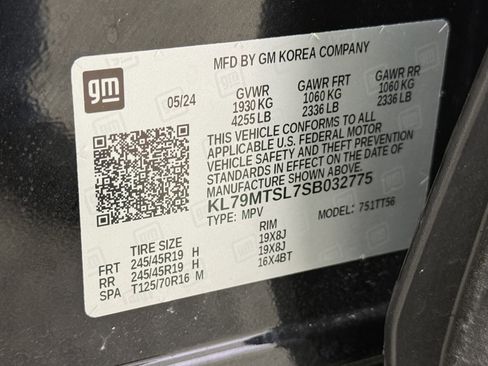 MFD BY GM KOREA COMPANY
gm
05/24 GVWR GAWR FRT GAWR RR
1930 KG 1060 KG 1060 KG
4255 LB 2336 LB 2336 LB
THIS VEHICLE CONFORMS TO ALL
APPLICABLE U.S. FEDERAL MOTOR
VEHICLE SAFETY AND THEFT PREVENTION
STANDARDS IN EFFECT ON THE DATE OF
MANUFACTURE SHOWN ABOVE.
KL79MTSL7SB032775
TYPE: MPV MODEL: 751TT56
TIRE SIZE RIM
FRT 245/45R19 H 19X8J
RR 245/45R19 H 19X8J
SPA T125/70R16 M 16X4BT